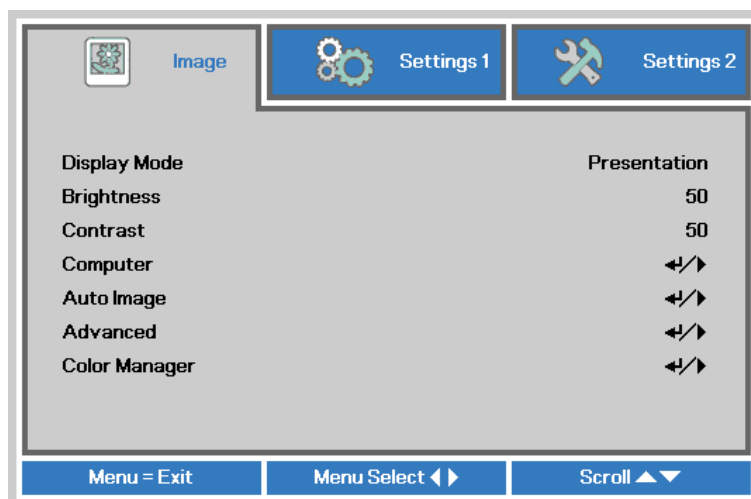 Image
Settings 1
Settings 2
Display Mode Presentation
Brightness 50
Contrast 50
Computer ↵/▶
Auto Image ↵/▶
Advanced ↵/▶
Color Manager ↵/▶
Menu = Exit
Menu Select ◀ ▶
Scroll ▲▼